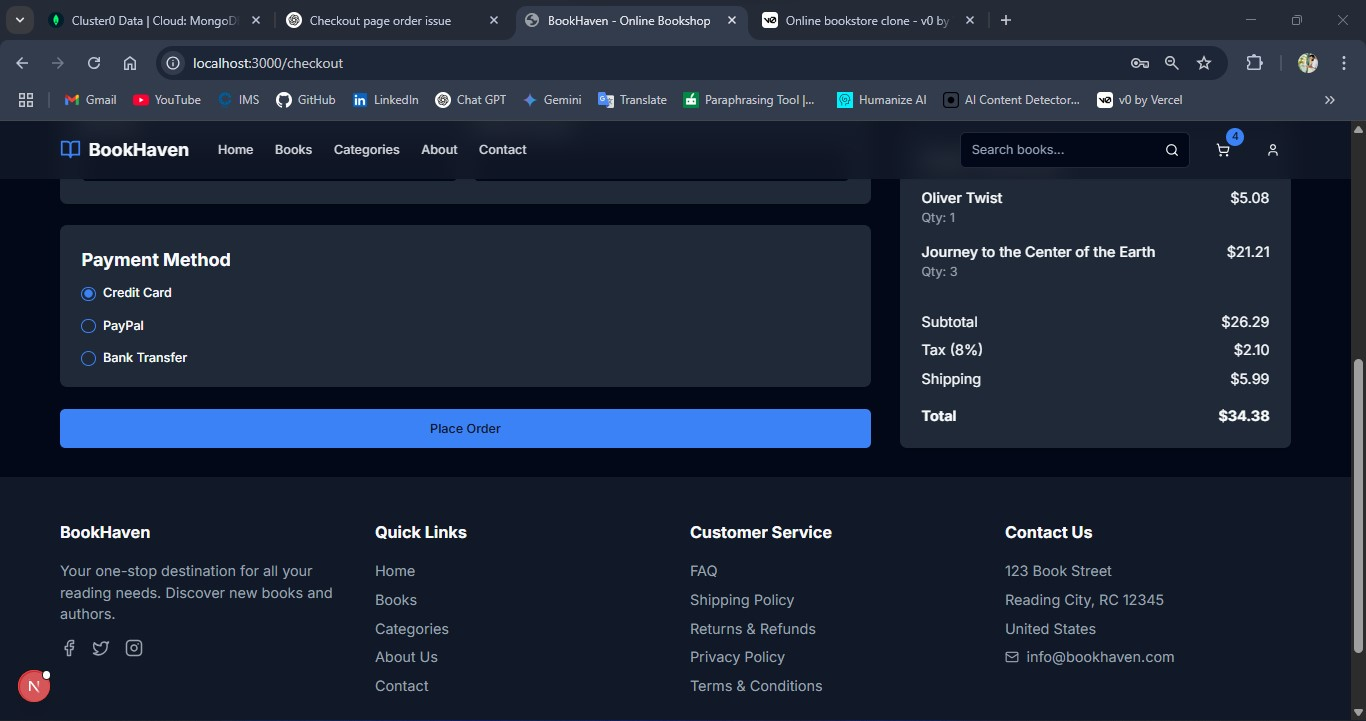 Cluster0 Data | Cloud: MongoD
Checkout page order issue
BookHaven - Online Bookshop
v0
Online bookstore clone - v0 by
localhost:3000/checkout
Gmail
YouTube
IMS
GitHub
LinkedIn
Chat GPT
Gemini
Translate
Paraphrasing Tool |...
Humanize AI
AI Content Detector...
v0 by Vercel
BookHaven
Home
Books
Categories
About
Contact
Search books...
4
Oliver Twist $5.08
Qty: 1
Journey to the Center of the Earth $21.21
Qty: 3
Payment Method
Credit Card
PayPal
Bank Transfer
Subtotal $26.29
Tax (8%) $2.10
Shipping $5.99
Total $34.38
Place Order
BookHaven
Your one-stop destination for all your
reading needs. Discover new books and
authors.
Quick Links
Home
Books
Categories
About Us
Contact
Customer Service
FAQ
Shipping Policy
Returns & Refunds
Privacy Policy
Terms & Conditions
Contact Us
123 Book Street
Reading City, RC 12345
United States
info@bookhaven.com
N